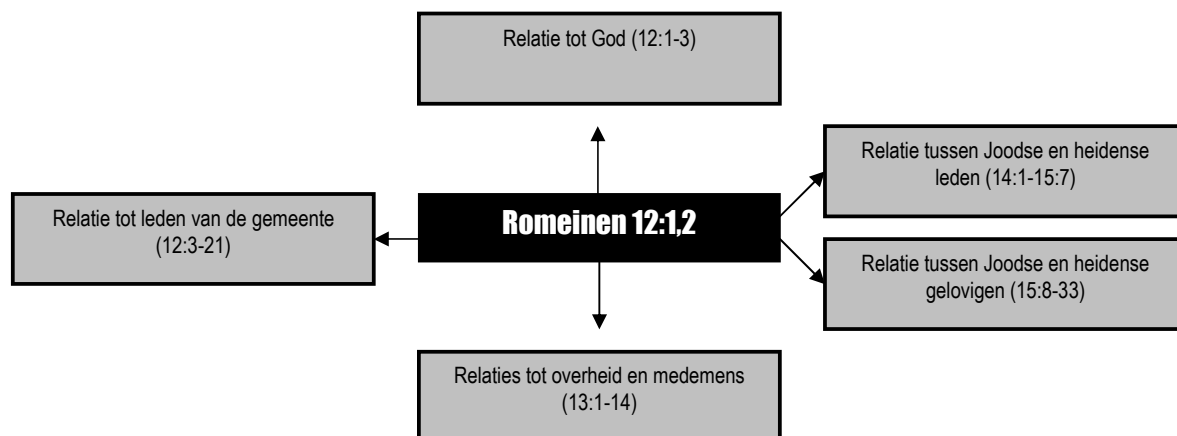 Relatie tot God (12:1-3)
Relatie tussen Joodse en heidense
leden (14:1-15:7)
Relatie tot leden van de gemeente
(12:3-21)
Romeinen 12:1,2
Relatie tussen Joodse en heidense
gelovigen (15:8-33)
Relaties tot overheid en medemens
(13:1-14)